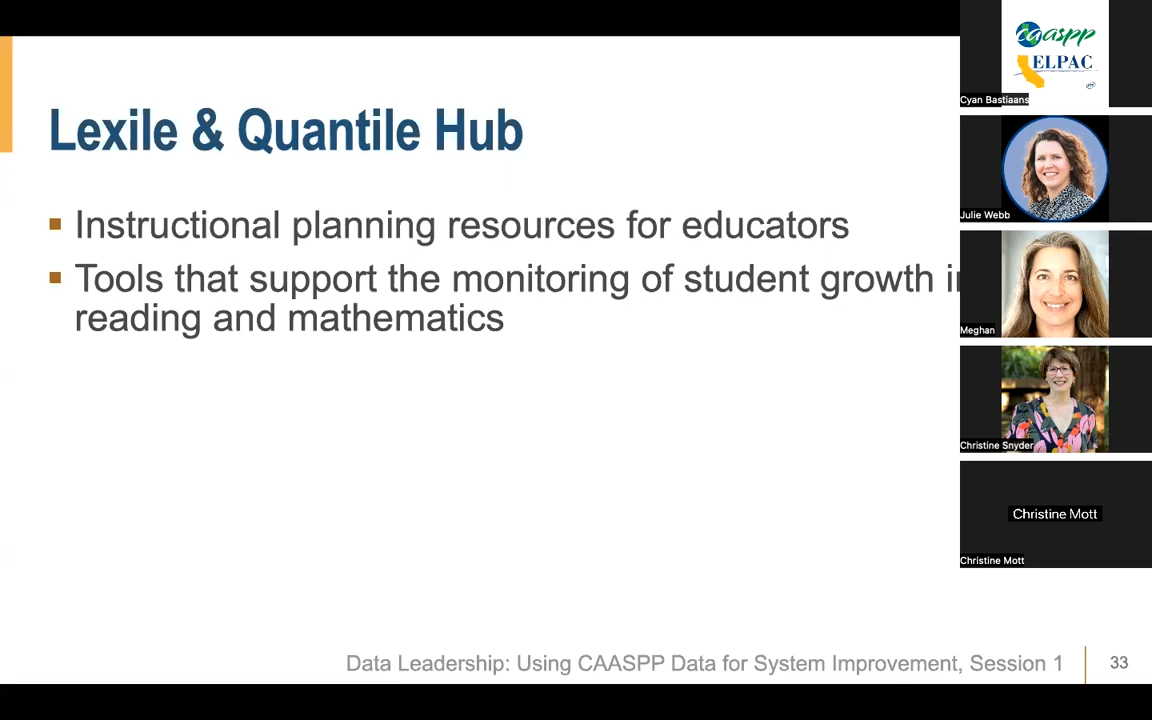 Lexile & Quantile Hub
Instructional planning resources for educators
Tools that support the monitoring of student growth in
reading and mathematics
Data Leadership: Using CAASPP Data for System Improvement, Session 1
33
caaspp
ELPAC
Cyan Bastiaans
Julie Webb
Meghan
Christine Snyder
Christine Mott
Christine Mott